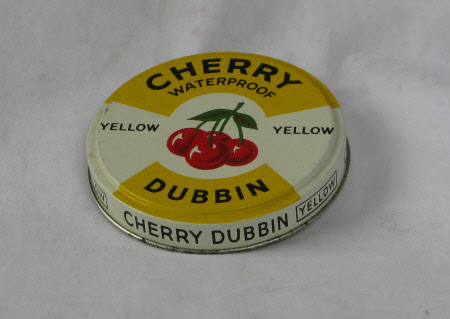 CHERRY
WATERPROOF
YELLOW YELLOW
DUBBIN
CHERRY DUBBIN YELLOW